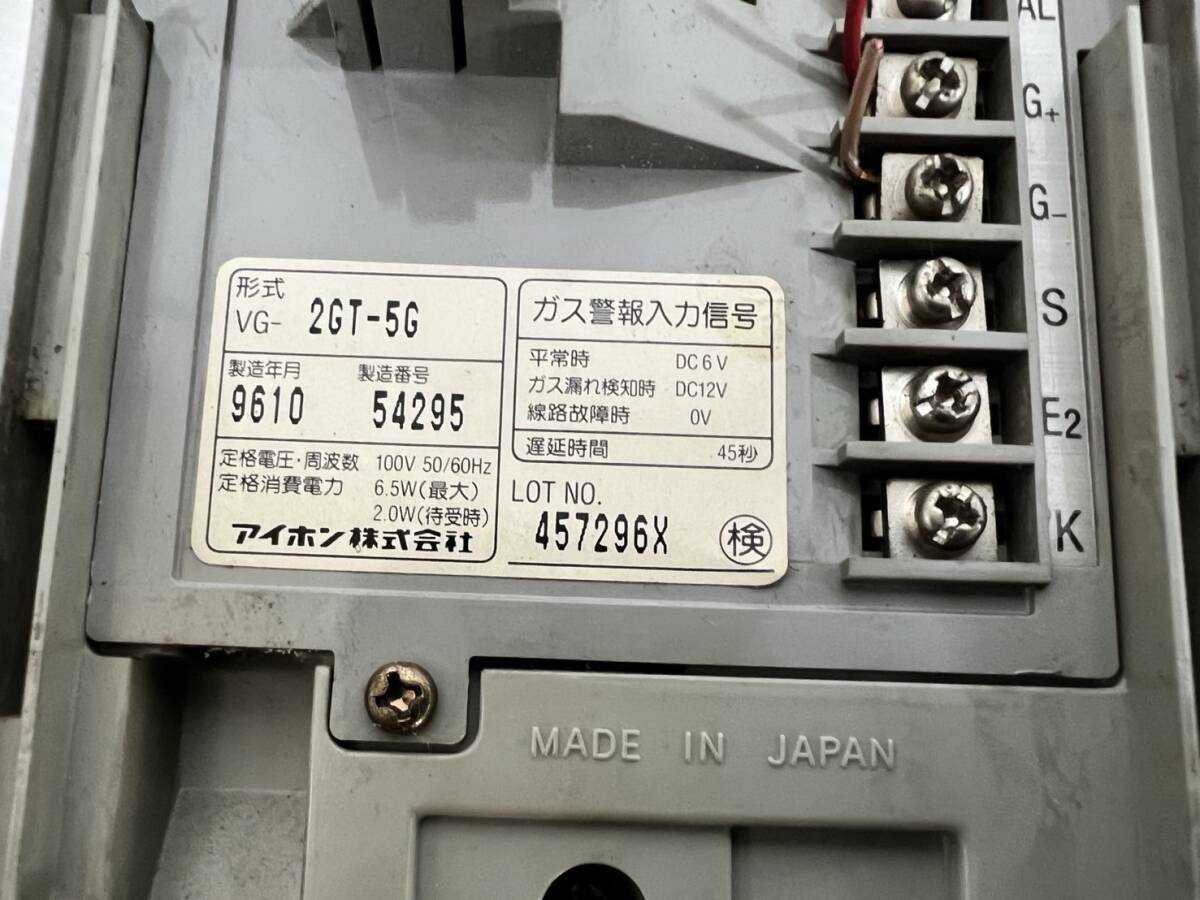 形式
VG- 2GT-5G
製造年月 製造番号
9610 54295
定格電圧・周波数 100V 50/60Hz
定格消費電力 6.5W(最大)
2.0W(待受時)
アイホン株式会社
ガス警報入力信号
平常時 DC6V
ガス漏れ検知時 DC12V
線路故障時 0V
遅延時間 45秒
LOT NO.
457296X 検
AL
G+
G-
S
E2
K
MADE IN JAPAN